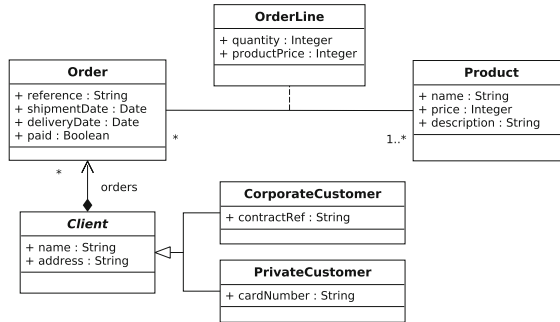 OrderLine
+ quantity : Integer
+ productPrice : Integer
Order
+ reference : String
+ shipmentDate : Date
+ deliveryDate : Date
+ paid : Boolean
Product
+ name : String
+ price : Integer
+ description : String
*
1..*
*
orders
Client
+ name : String
+ address : String
CorporateCustomer
+ contractRef : String
PrivateCustomer
+ cardNumber : String